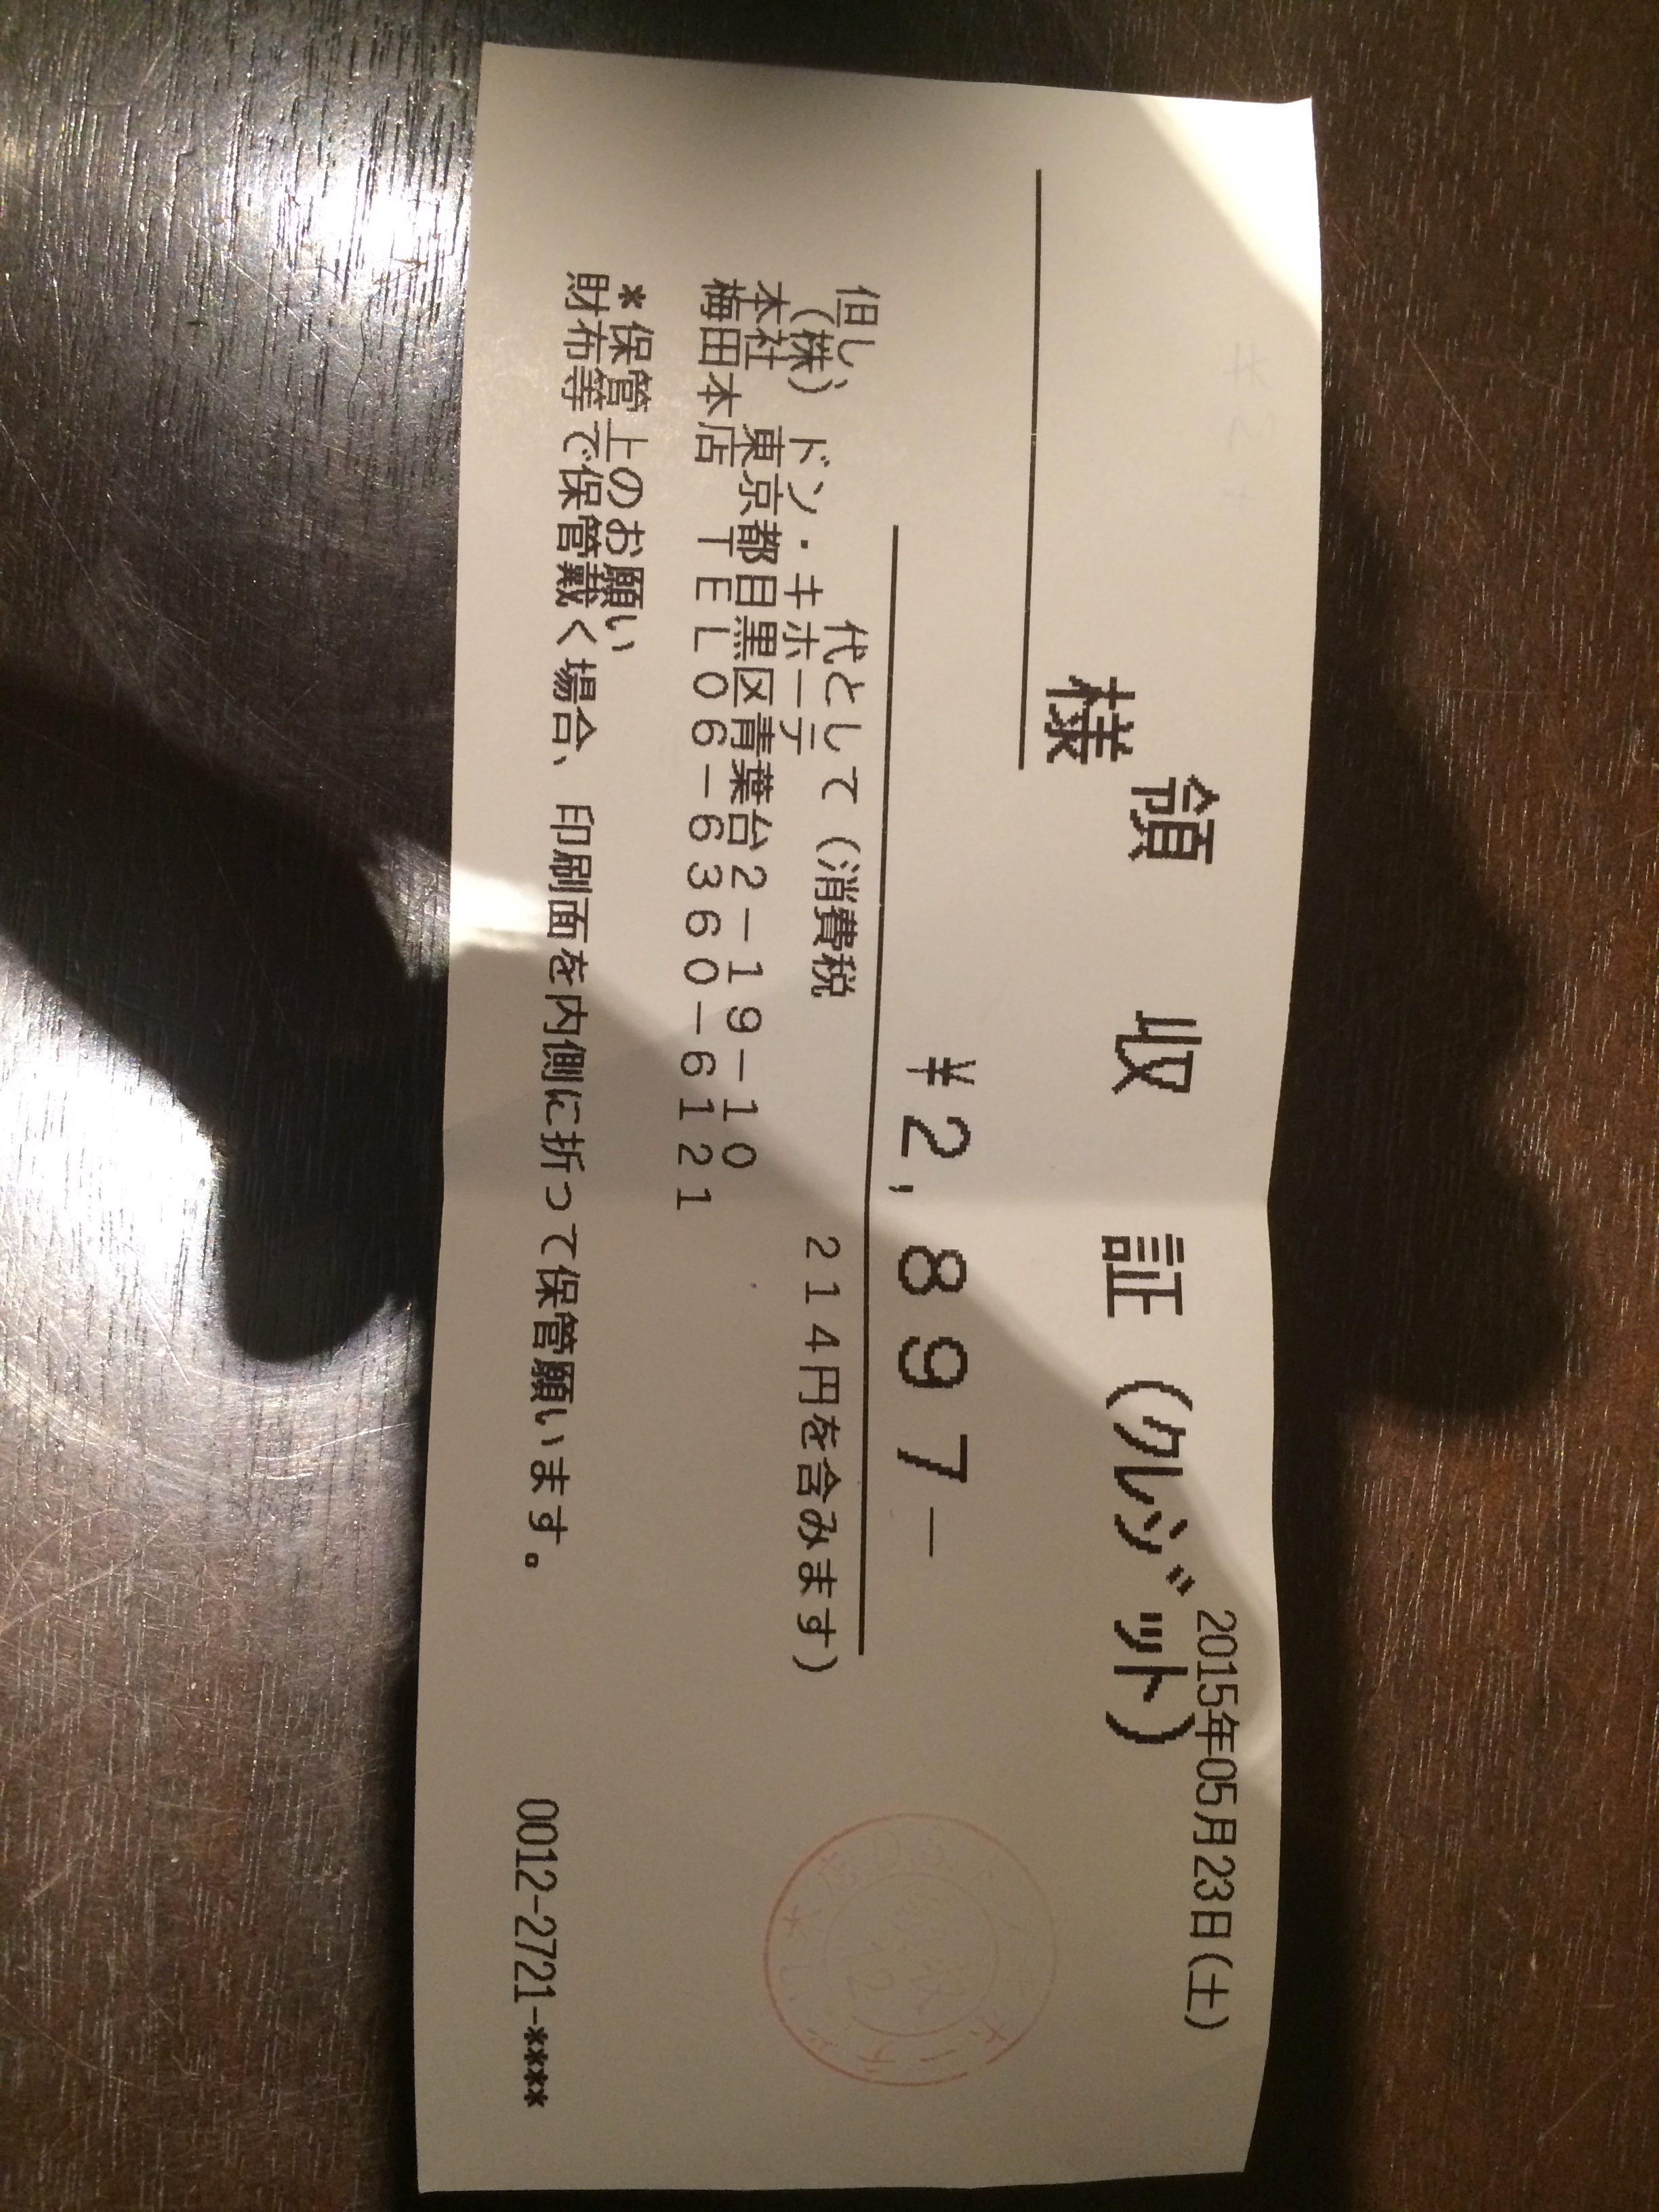 2015年05月23日(土)
領 収 証 (クレジット)
様
¥2,897-
但し、 代として (消費税 214円を含みます)
(株) ドン・キホーテ
本社 東京都目黒区青葉台2-19-10
梅田本店 TEL06-6360-6121
*保管上のお願い
財布等で保管戴く場合、印刷面を内側に折って保管願います。
0012-2721-****